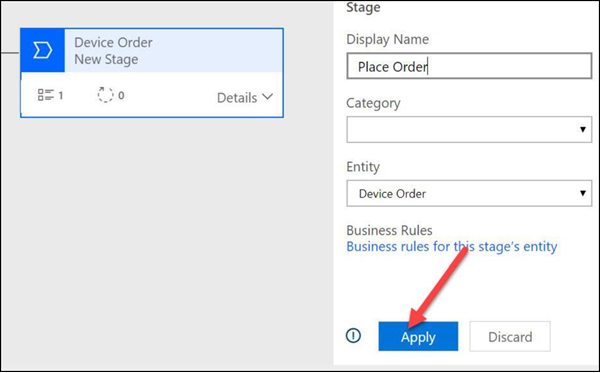 Device Order
New Stage
1
0
Details
Stage
Display Name
Place Order
Category
Entity
Device Order
Business Rules
Business rules for this stage's entity
Apply
Discard